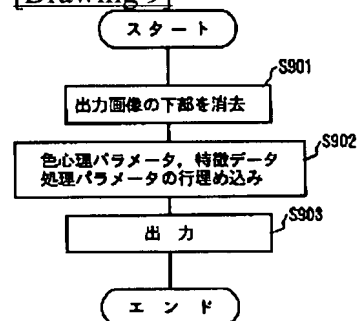 [Drawing 9]
スタート
S901
出力画像の下部を消去
S902
色心理パラメータ,特徴データ
処理パラメータの行埋め込み
S903
出力
エンド